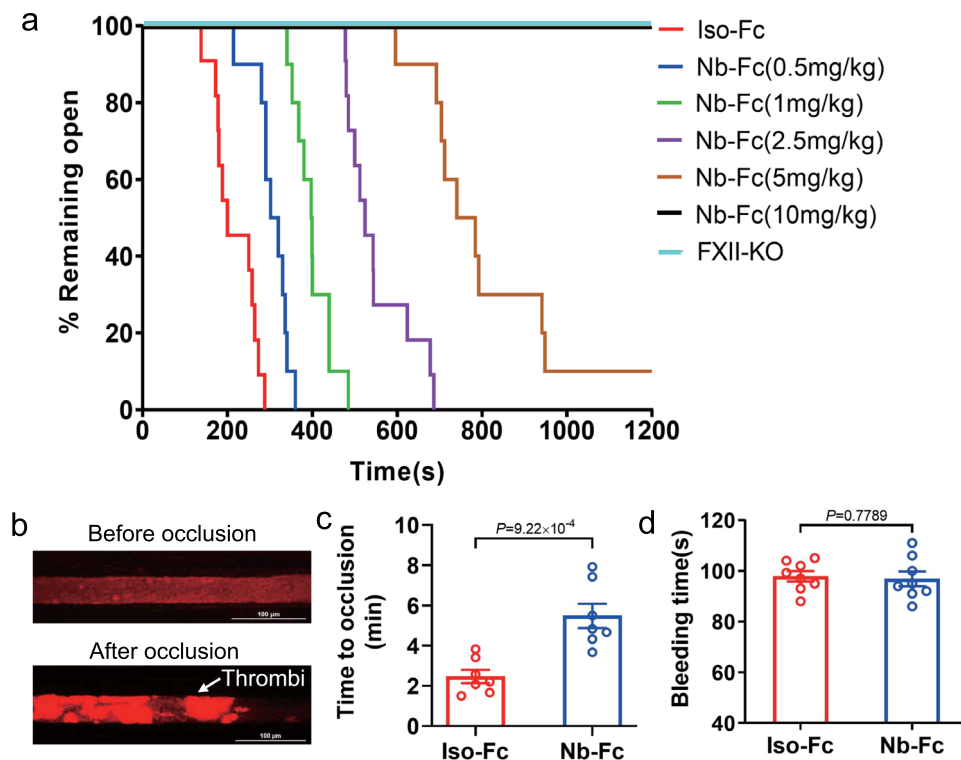 a
% Remaining open
100
80
60
40
20
0
0 200 400 600 800 1000 1200
Time(s)
Iso-Fc
Nb-Fc(0.5mg/kg)
Nb-Fc(1mg/kg)
Nb-Fc(2.5mg/kg)
Nb-Fc(5mg/kg)
Nb-Fc(10mg/kg)
FXII-KO
b
Before occlusion
100 µm
After occlusion
Thrombi
100 µm
c
Time to occlusion
(min)
10
8
6
4
2
0
P=9.22×10⁻⁴
Iso-Fc Nb-Fc
d
Bleeding time(s)
120
100
80
60
40
P=0.7789
Iso-Fc Nb-Fc